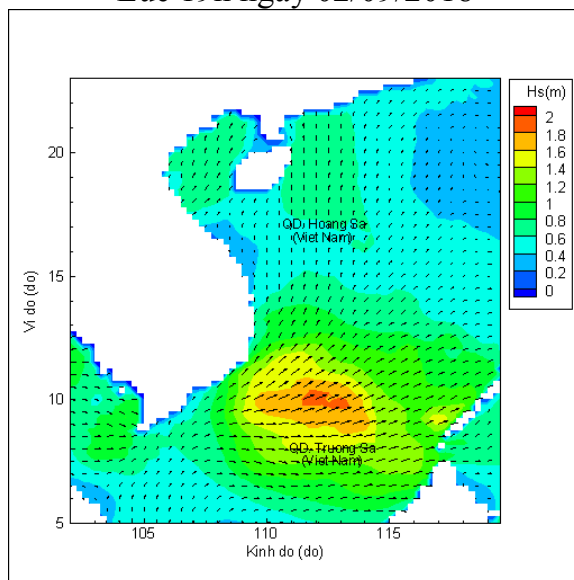 Hs(m)
2
1.8
1.6
1.4
1.2
1
0.8
0.6
0.4
0.2
0
20
15
10
5
Vi do (do)
QD. Hoang Sa
(Viet Nam)
QD. Truong Sa
(Viet Nam)
105
110
115
Kinh do (do)